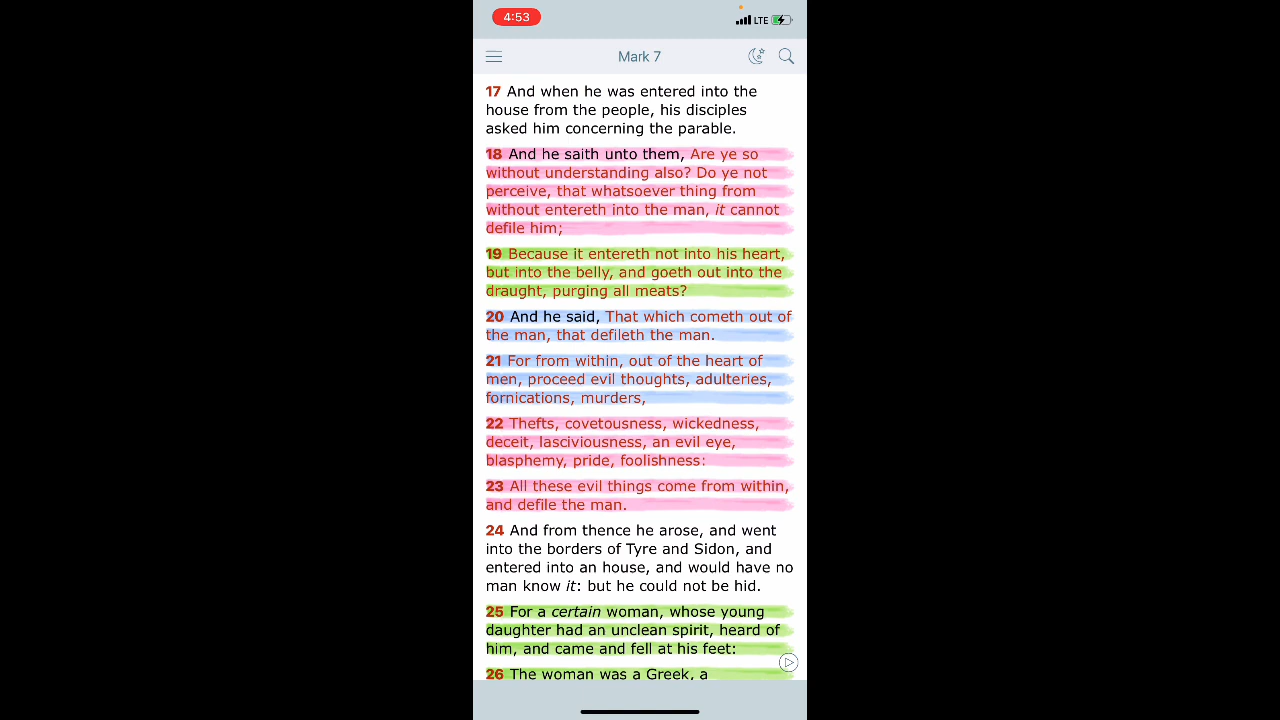 4:53
LTE
Mark 7
17 And when he was entered into the
house from the people, his disciples
asked him concerning the parable.
18 And he saith unto them, Are ye so
without understanding also? Do ye not
perceive, that whatsoever thing from
without entereth into the man, it cannot
defile him;
19 Because it entereth not into his heart,
but into the belly, and goeth out into the
draught, purging all meats?
20 And he said, That which cometh out of
the man, that defileth the man.
21 For from within, out of the heart of
men, proceed evil thoughts, adulteries,
fornications, murders,
22 Thefts, covetousness, wickedness,
deceit, lasciviousness, an evil eye,
blasphemy, pride, foolishness:
23 All these evil things come from within,
and defile the man.
24 And from thence he arose, and went
into the borders of Tyre and Sidon, and
entered into an house, and would have no
man know it: but he could not be hid.
25 For a certain woman, whose young
daughter had an unclean spirit, heard of
him, and came and fell at his feet:
26 The woman was a Greek, a